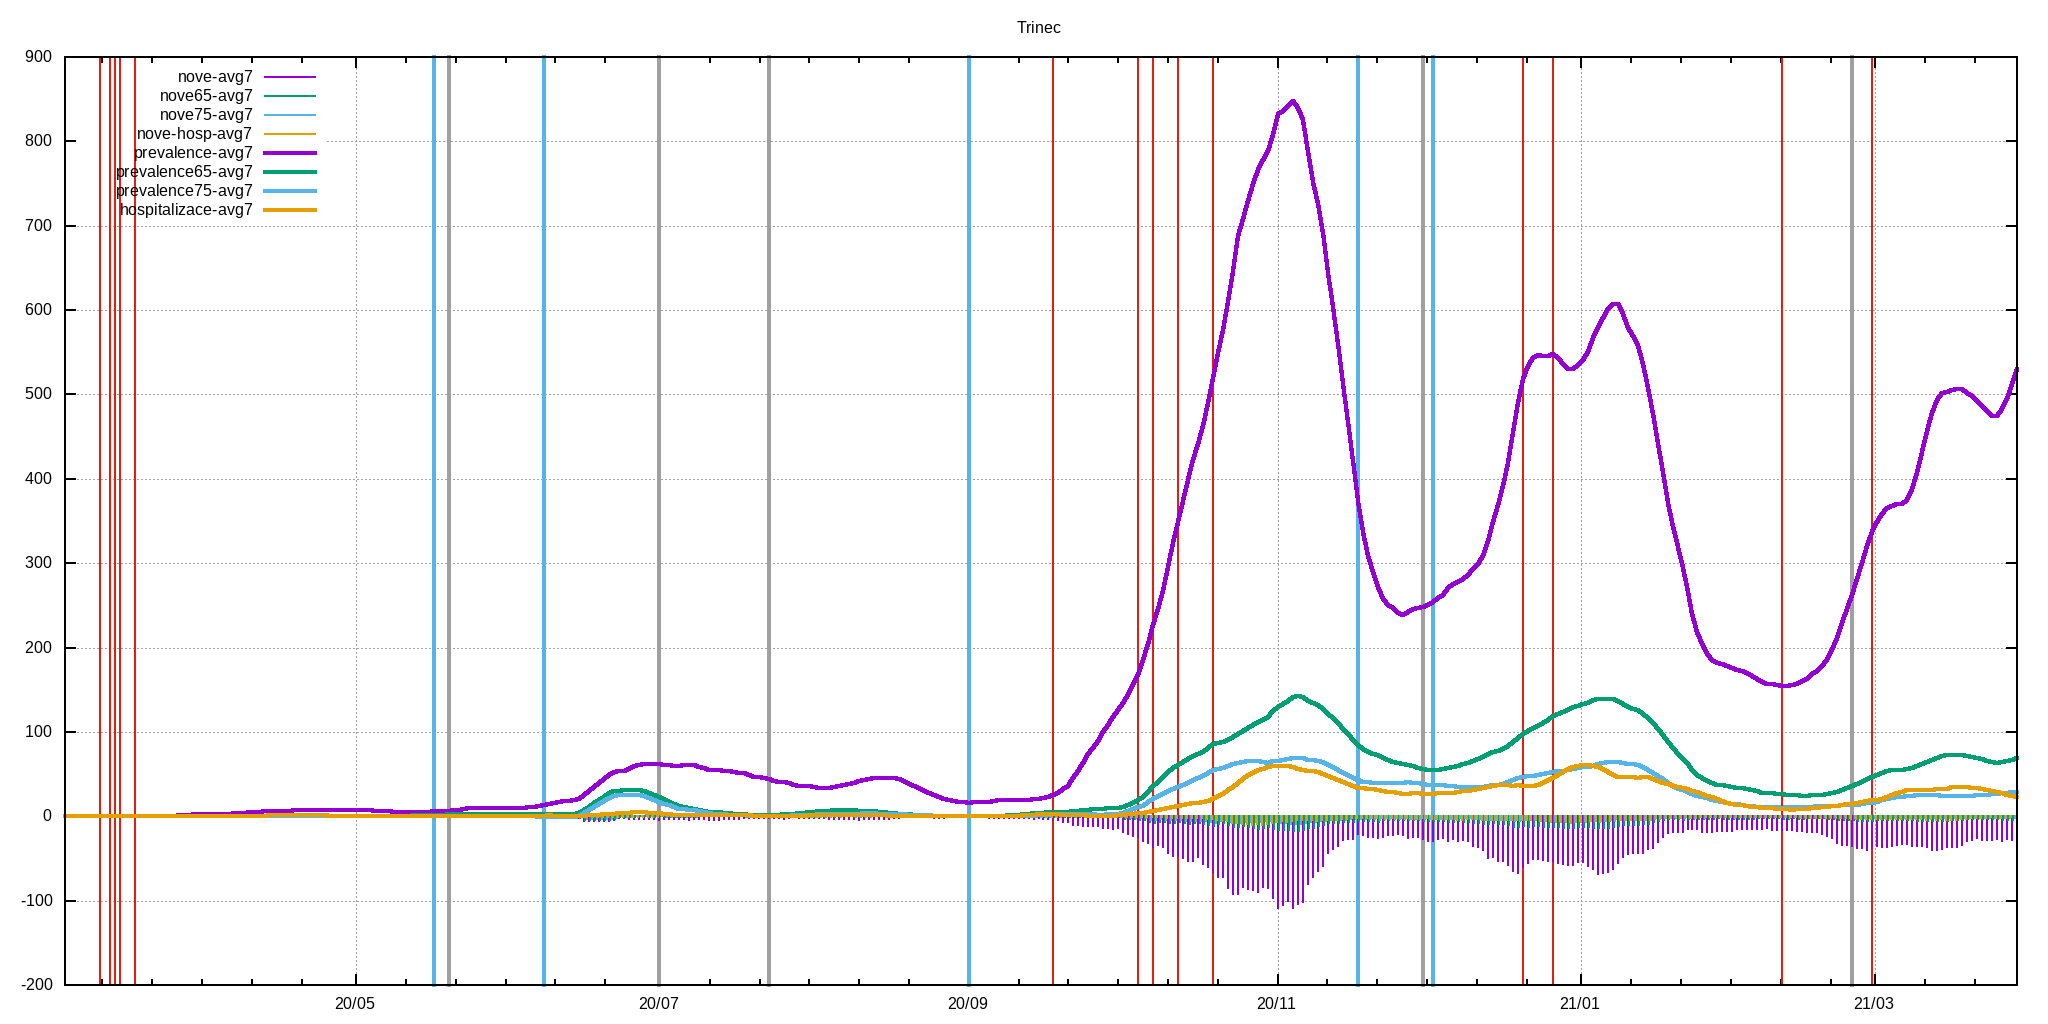 Trinec
900
800
700
600
500
400
300
200
100
0
-100
-200
nove-avg7
nove65-avg7
nove75-avg7
nove-hosp-avg7
prevalence-avg7
prevalence65-avg7
prevalence75-avg7
hospitalizace-avg7
20/05 20/07 20/09 20/11 21/01 21/03